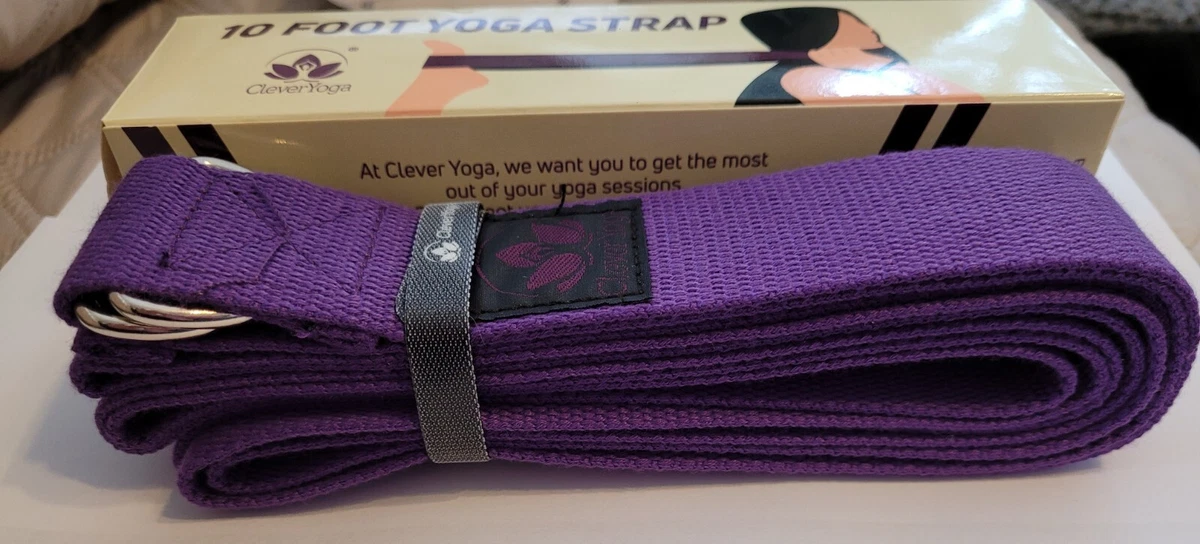 10 FOOT YOGA STRAP
®
CleverYoga
At Clever Yoga, we want you to get the most
out of your yoga sessions